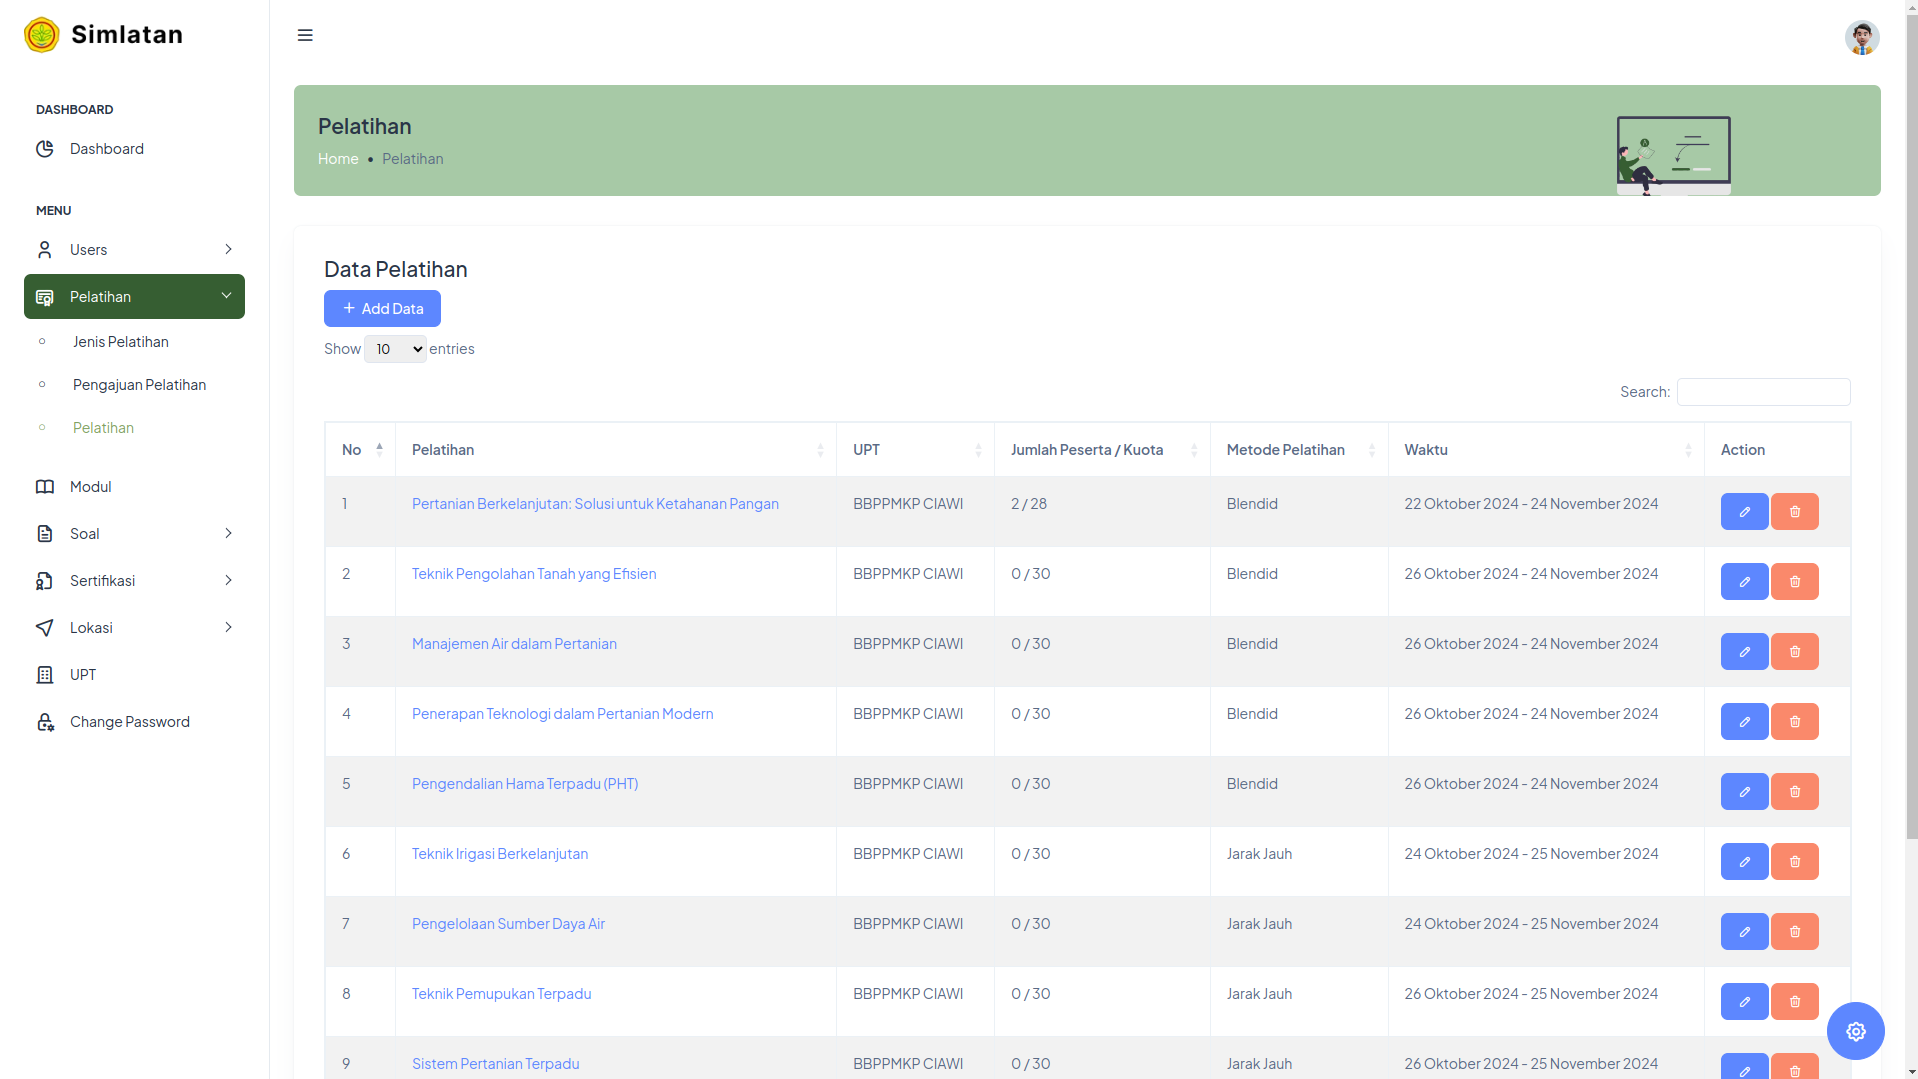 Simlatan
DASHBOARD
Dashboard
MENU
Users
Pelatihan
Jenis Pelatihan
Pengajuan Pelatihan
Pelatihan
Modul
Soal
Sertifikasi
Lokasi
UPT
Change Password
Pelatihan
Home • Pelatihan
Data Pelatihan
+ Add Data
Show 10 entries
Search:
No Pelatihan UPT Jumlah Peserta / Kuota Metode Pelatihan Waktu Action
1 Pertanian Berkelanjutan: Solusi untuk Ketahanan Pangan BBPPMKP CIAWI 2 / 28 Blendid 22 Oktober 2024 - 24 November 2024
2 Teknik Pengolahan Tanah yang Efisien BBPPMKP CIAWI 0 / 30 Blendid 26 Oktober 2024 - 24 November 2024
3 Manajemen Air dalam Pertanian BBPPMKP CIAWI 0 / 30 Blendid 26 Oktober 2024 - 24 November 2024
4 Penerapan Teknologi dalam Pertanian Modern BBPPMKP CIAWI 0 / 30 Blendid 26 Oktober 2024 - 24 November 2024
5 Pengendalian Hama Terpadu (PHT) BBPPMKP CIAWI 0 / 30 Blendid 26 Oktober 2024 - 24 November 2024
6 Teknik Irigasi Berkelanjutan BBPPMKP CIAWI 0 / 30 Jarak Jauh 24 Oktober 2024 - 25 November 2024
7 Pengelolaan Sumber Daya Air BBPPMKP CIAWI 0 / 30 Jarak Jauh 24 Oktober 2024 - 25 November 2024
8 Teknik Pemupukan Terpadu BBPPMKP CIAWI 0 / 30 Jarak Jauh 26 Oktober 2024 - 25 November 2024
9 Sistem Pertanian Terpadu BBPPMKP CIAWI 0 / 30 Jarak Jauh 26 Oktober 2024 - 25 November 2024